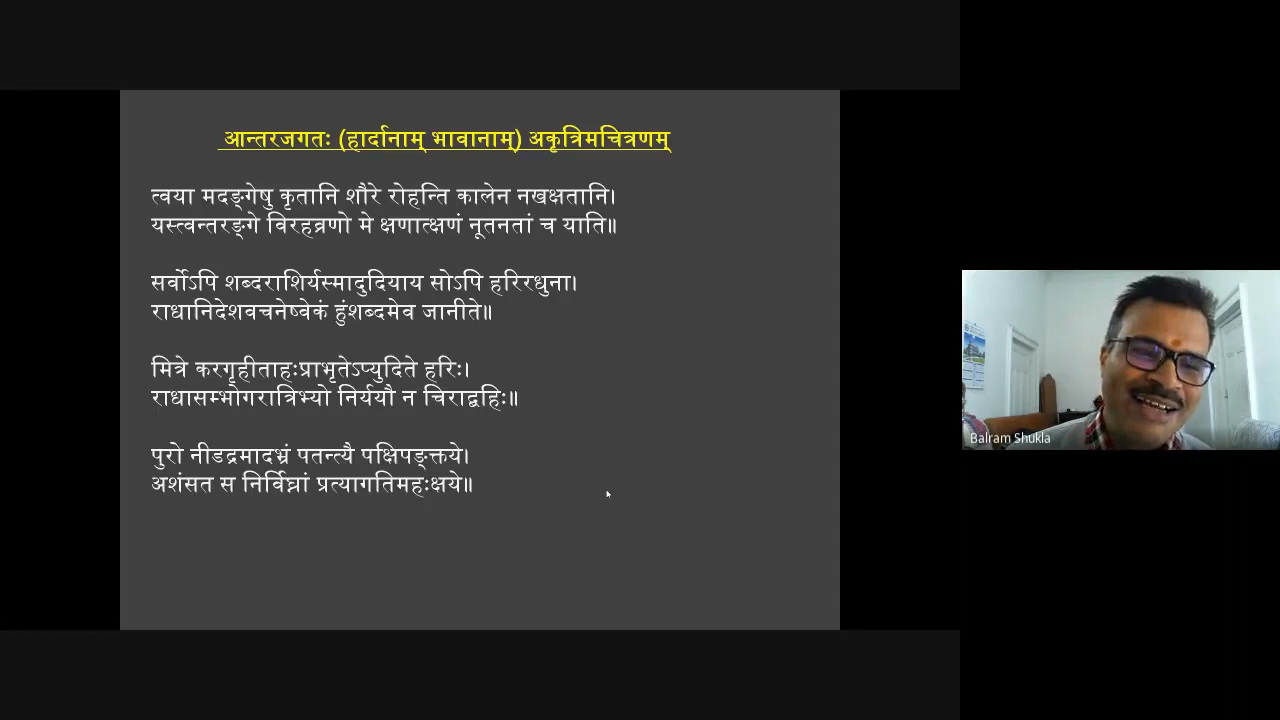 आन्तरजगतः (हार्दानाम् भावानाम्) अकृत्रिमचित्रणम्
त्वया मदङ्गेषु कृतानि शौरे रोहन्ति कालेन नखक्षतानि।
यस्त्वन्तरङ्गे विरहव्रणो मे क्षणात्क्षणं नूतनतां च याति॥
सर्वोऽपि शब्दराशिर्यस्मादुदियाय सोऽपि हरिरधुना।
राधानिदेशवचनेष्वेकं हुंशब्दमेव जानीते॥
मित्रे करगृहीताहःप्राभृतेऽप्युदिते हरिः।
राधासम्भोगरात्रिभ्यो निर्ययौ न चिराद्बहिः॥
पुरो नीडद्रमादभ्रं पतन्त्यै पक्षिपङ्क्तये।
अशंसत स निर्विघ्नां प्रत्यागतिमहःक्षये॥
Balram Shukla